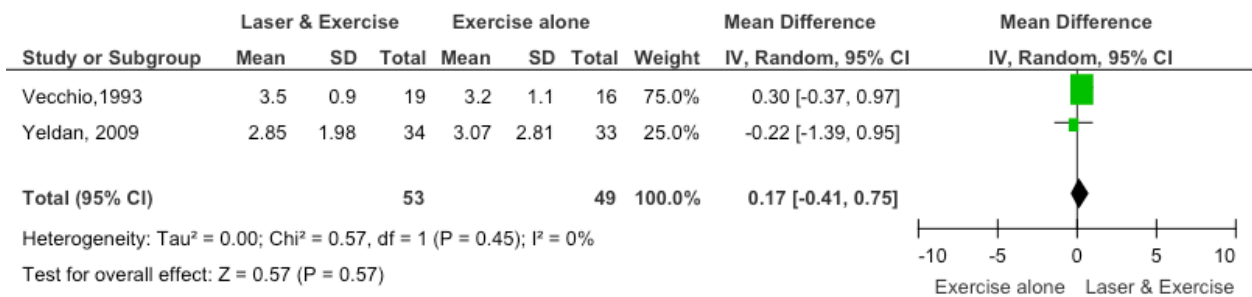 Laser & Exercise Exercise alone Mean Difference Mean Difference
Study or Subgroup Mean SD Total Mean SD Total Weight IV, Random, 95% CI IV, Random, 95% CI
Vecchio,1993 3.5 0.9 19 3.2 1.1 16 75.0% 0.30 [-0.37, 0.97]
Yeldan, 2009 2.85 1.98 34 3.07 2.81 33 25.0% -0.22 [-1.39, 0.95]
Total (95% CI) 53 49 100.0% 0.17 [-0.41, 0.75]
Heterogeneity: Tau² = 0.00; Chi² = 0.57, df = 1 (P = 0.45); I² = 0%
Test for overall effect: Z = 0.57 (P = 0.57)
-10 -5 0 5 10
Exercise alone Laser & Exercise